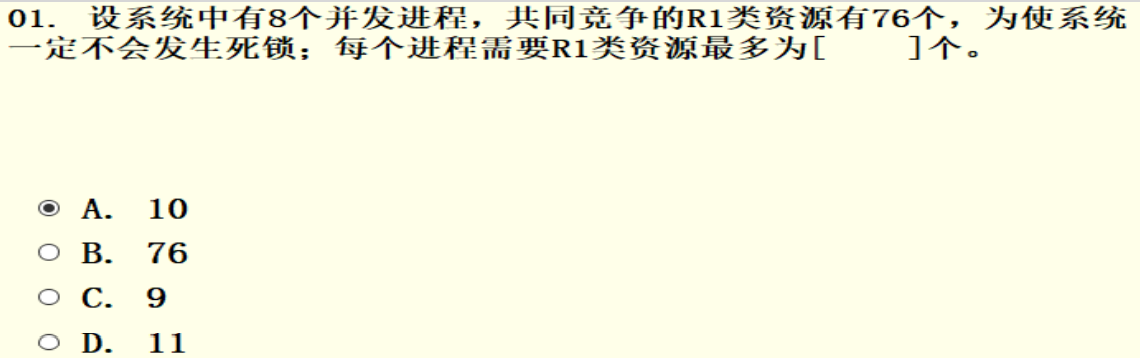 01. 设系统中有8个并发进程，共同竞争的R1类资源有76个，为使系统
一定不会发生死锁；每个进程需要R1类资源最多为[ ]个。
A. 10
B. 76
C. 9
D. 11